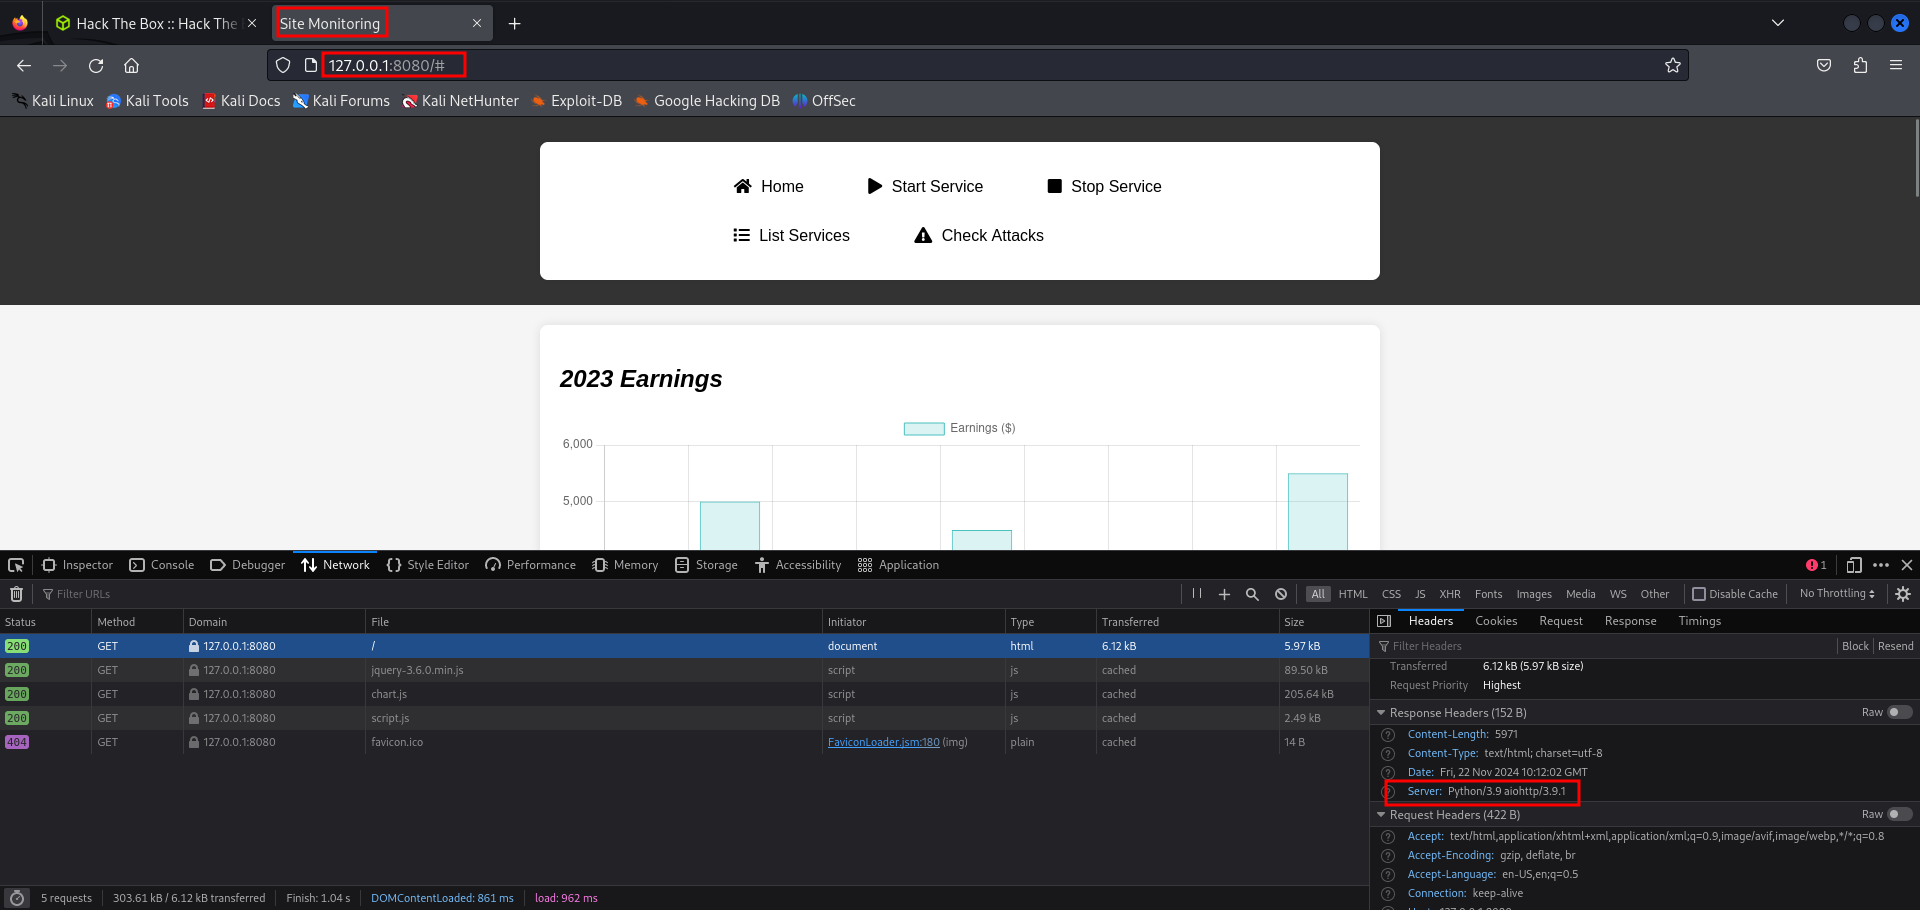 Hack The Box :: Hack The
Site Monitoring
127.0.0.1:8080/#
Kali Linux Kali Tools Kali Docs Kali Forums Kali NetHunter Exploit-DB Google Hacking DB OffSec
Home Start Service Stop Service
List Services Check Attacks
2023 Earnings
Earnings ($)
6,000
5,000
Inspector Console Debugger Network {} Style Editor Performance Memory Storage Accessibility Application 1
Filter URLs All HTML CSS JS XHR Fonts Images Media WS Other Disable Cache No Throttling
Status Method Domain File Initiator Type Transferred Size
200 GET 127.0.0.1:8080 / document html 6.12 kB 5.97 kB
200 GET 127.0.0.1:8080 jquery-3.6.0.min.js script js cached 89.50 kB
200 GET 127.0.0.1:8080 chart.js script js cached 205.64 kB
200 GET 127.0.0.1:8080 script.js script js cached 2.49 kB
404 GET 127.0.0.1:8080 favicon.ico FaviconLoader.jsm:180 (img) plain cached 14 B
Headers Cookies Request Response Timings
Filter Headers Block Resend
Transferred 6.12 kB (5.97 kB size)
Request Priority Highest
Response Headers (152 B) Raw
Content-Length: 5971
Content-Type: text/html; charset=utf-8
Date: Fri, 22 Nov 2024 10:12:02 GMT
Server: Python/3.9 aiohttp/3.9.1
Request Headers (422 B) Raw
Accept: text/html,application/xhtml+xml,application/xml;q=0.9,image/avif,image/webp,*/*;q=0.8
Accept-Encoding: gzip, deflate, br
Accept-Language: en-US,en;q=0.5
Connection: keep-alive
5 requests 303.61 kB / 6.12 kB transferred Finish: 1.04 s DOMContentLoaded: 861 ms load: 962 ms